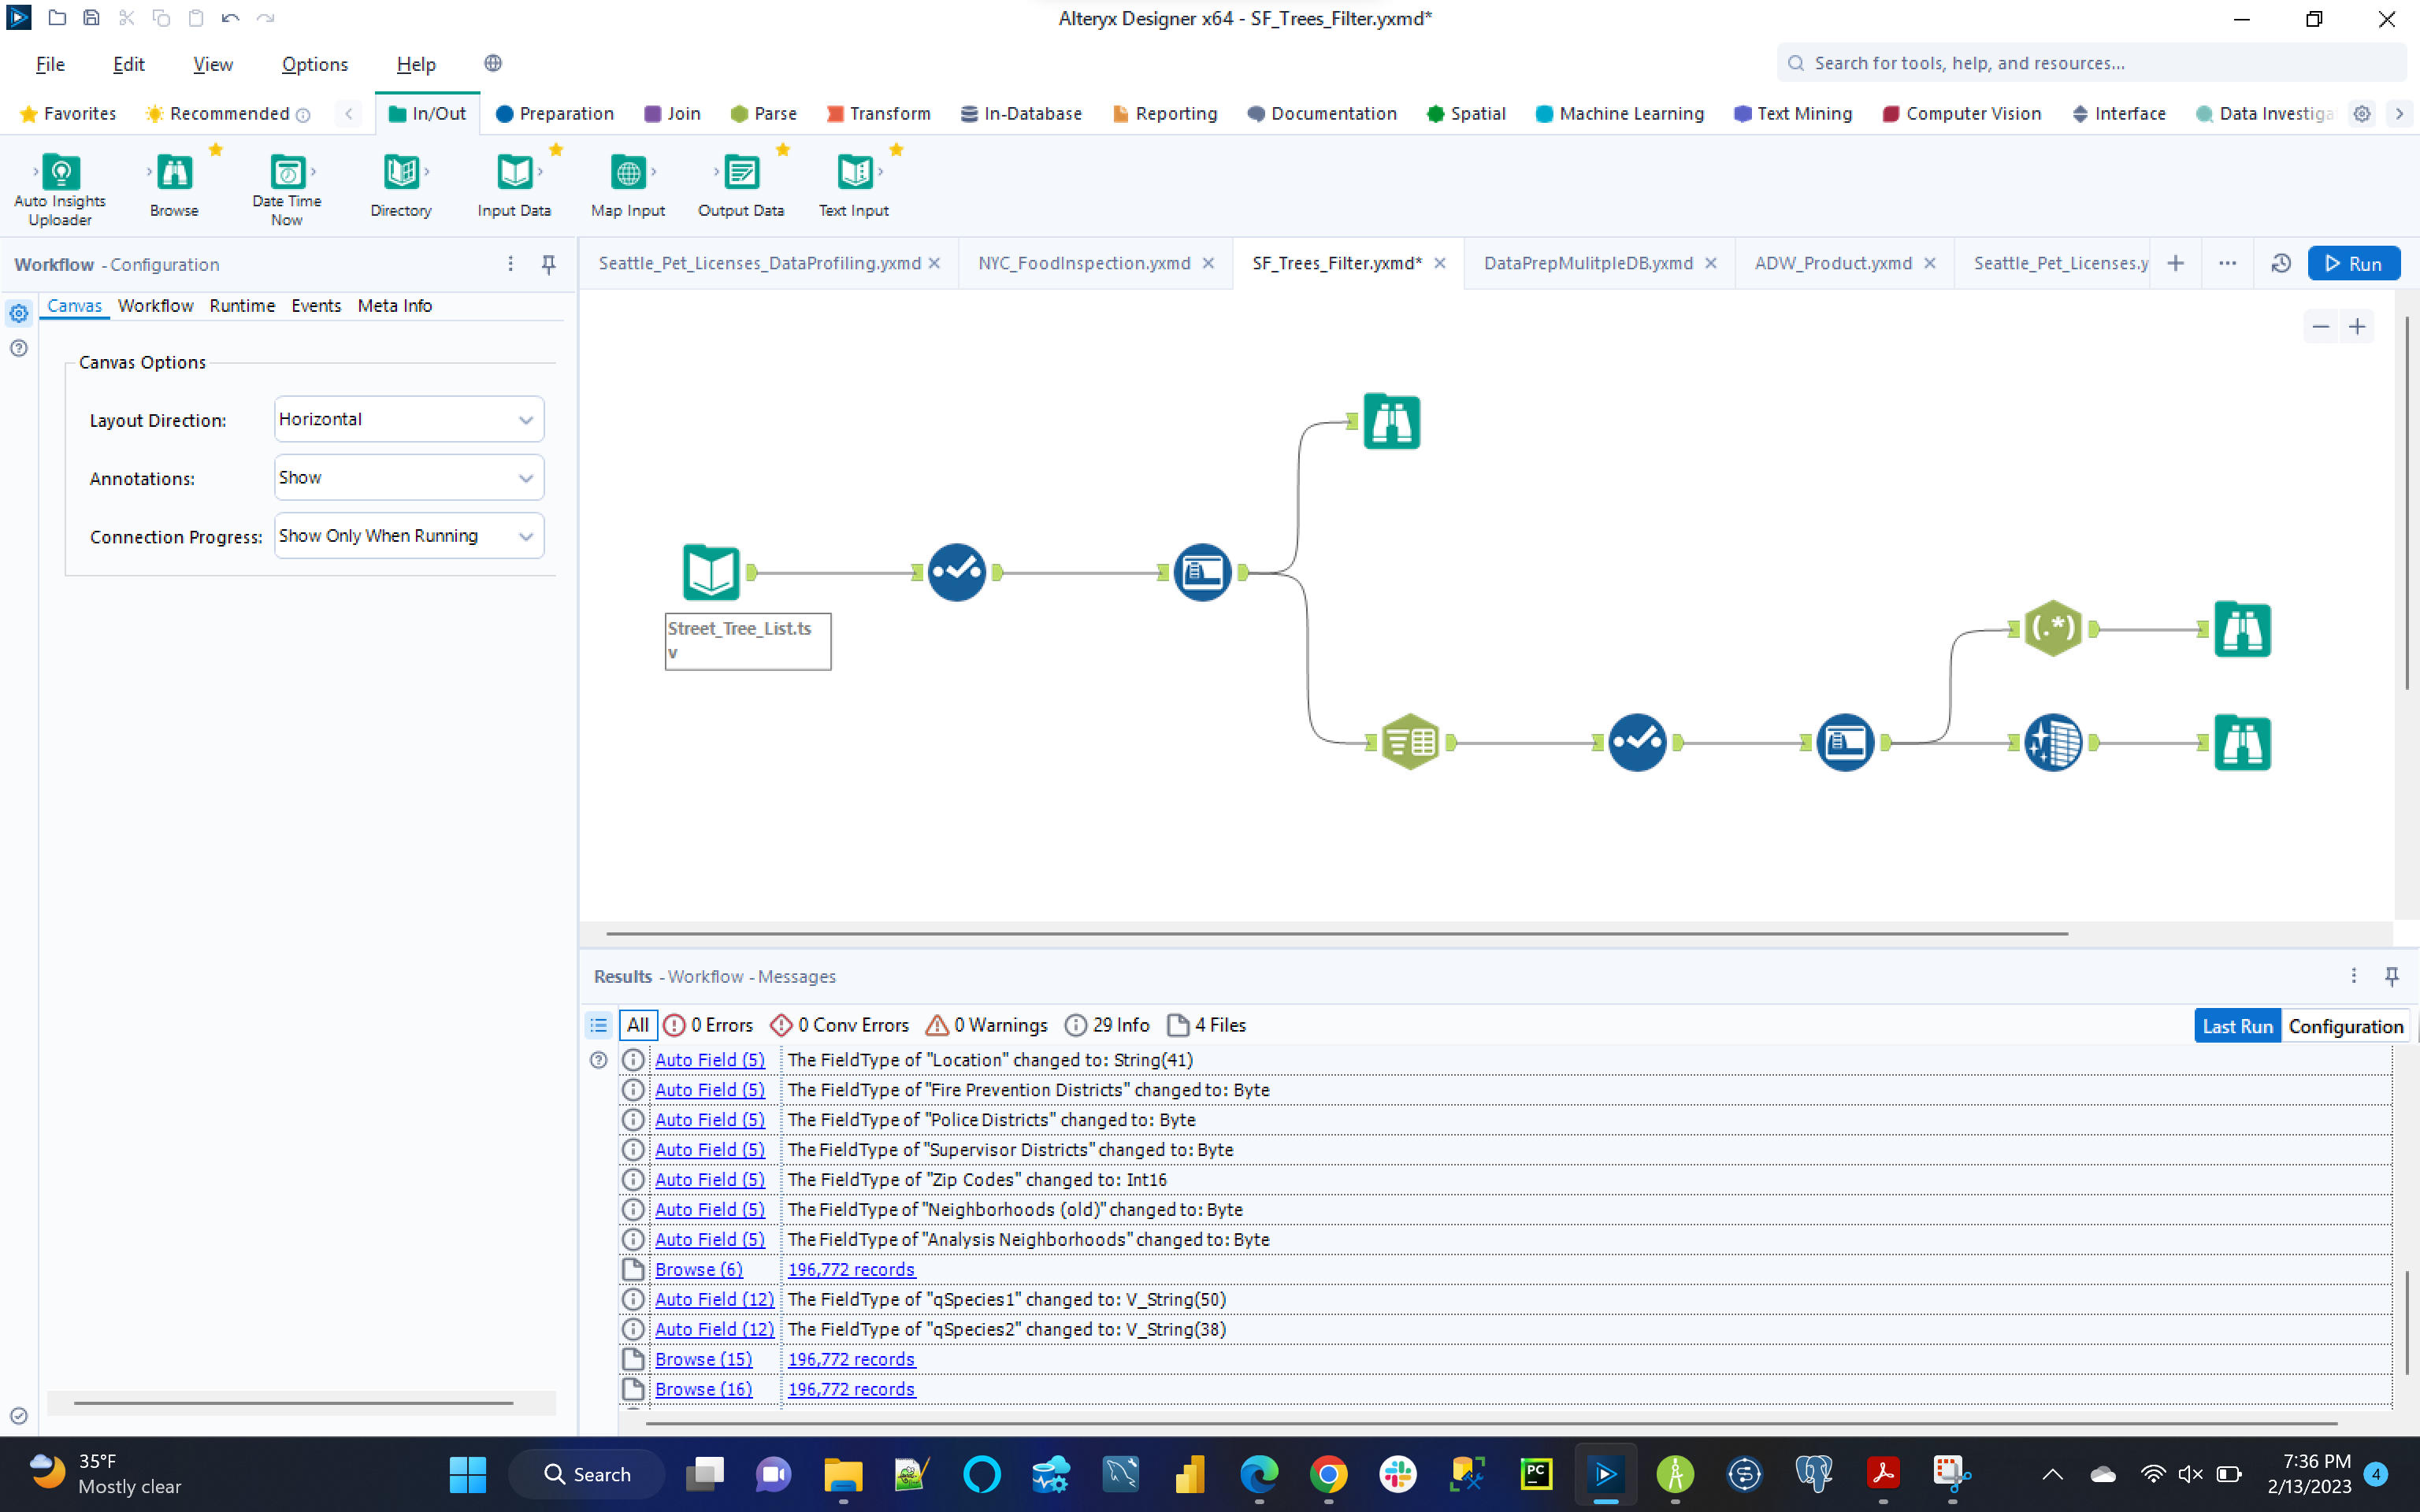 Alteryx Designer x64 - SF_Trees_Filter.yxmd*
File Edit View Options Help
Search for tools, help, and resources...
Favorites Recommended In/Out Preparation Join Parse Transform In-Database Reporting Documentation Spatial Machine Learning Text Mining Computer Vision Interface Data Investiga
Auto Insights Uploader
Browse
Date Time Now
Directory
Input Data
Map Input
Output Data
Text Input
Workflow - Configuration
Seattle_Pet_Licenses_DataProfiling.yxmd NYC_FoodInspection.yxmd SF_Trees_Filter.yxmd* DataPrepMulitpleDB.yxmd ADW_Product.yxmd Seattle_Pet_Licenses.y
Run
Canvas Workflow Runtime Events Meta Info
Canvas Options
Layout Direction: Horizontal
Annotations: Show
Connection Progress: Show Only When Running
Street_Tree_List.ts
v
(.*)
Results - Workflow - Messages
All 0 Errors 0 Conv Errors 0 Warnings 29 Info 4 Files
Last Run Configuration
Auto Field (5) The FieldType of "Location" changed to: String(41)
Auto Field (5) The FieldType of "Fire Prevention Districts" changed to: Byte
Auto Field (5) The FieldType of "Police Districts" changed to: Byte
Auto Field (5) The FieldType of "Supervisor Districts" changed to: Byte
Auto Field (5) The FieldType of "Zip Codes" changed to: Int16
Auto Field (5) The FieldType of "Neighborhoods (old)" changed to: Byte
Auto Field (5) The FieldType of "Analysis Neighborhoods" changed to: Byte
Browse (6) 196,772 records
Auto Field (12) The FieldType of "qSpecies1" changed to: V_String(50)
Auto Field (12) The FieldType of "qSpecies2" changed to: V_String(38)
Browse (15) 196,772 records
Browse (16) 196,772 records
35°F
Mostly clear
Search
PC
7:36 PM
2/13/2023
4